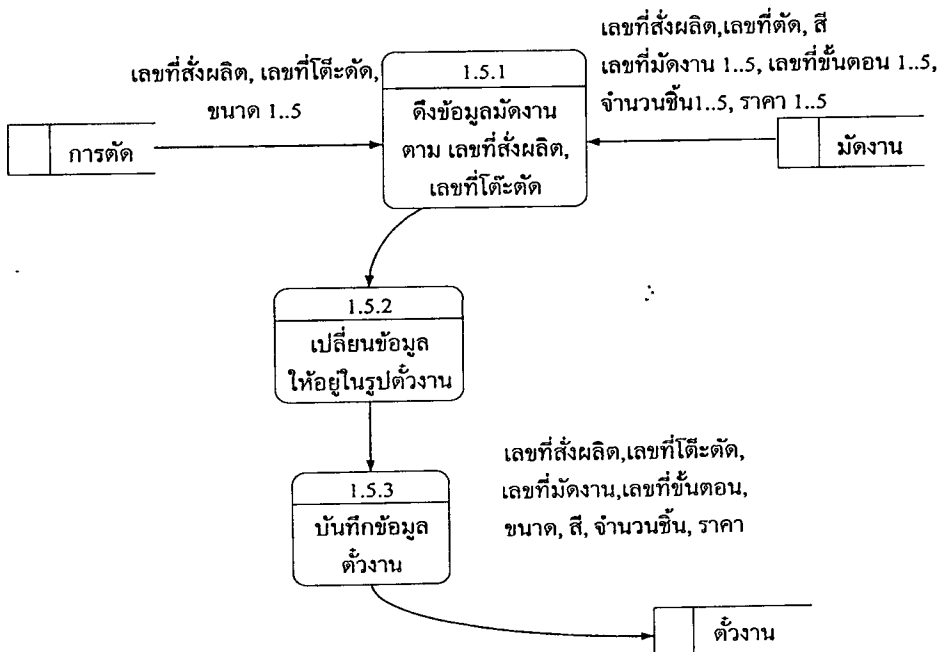 เลขที่สั่งผลิต,เลขที่ตัด, สี
เลขที่มัดงาน 1..5, เลขที่ขั้นตอน 1..5,
จำนวนชิ้น1..5, ราคา 1..5
เลขที่สั่งผลิต, เลขที่โต๊ะตัด,
ขนาด 1..5
1.5.1
ดึงข้อมูลมัดงาน
ตาม เลขที่สั่งผลิต,
เลขที่โต๊ะตัด
การตัด
มัดงาน
1.5.2
เปลี่ยนข้อมูล
ให้อยู่ในรูปตั๋วงาน
เลขที่สั่งผลิต,เลขที่โต๊ะตัด,
เลขที่มัดงาน,เลขที่ขั้นตอน,
ขนาด, สี, จำนวนชิ้น, ราคา
1.5.3
บันทึกข้อมูล
ตั๋วงาน
ตั๋วงาน